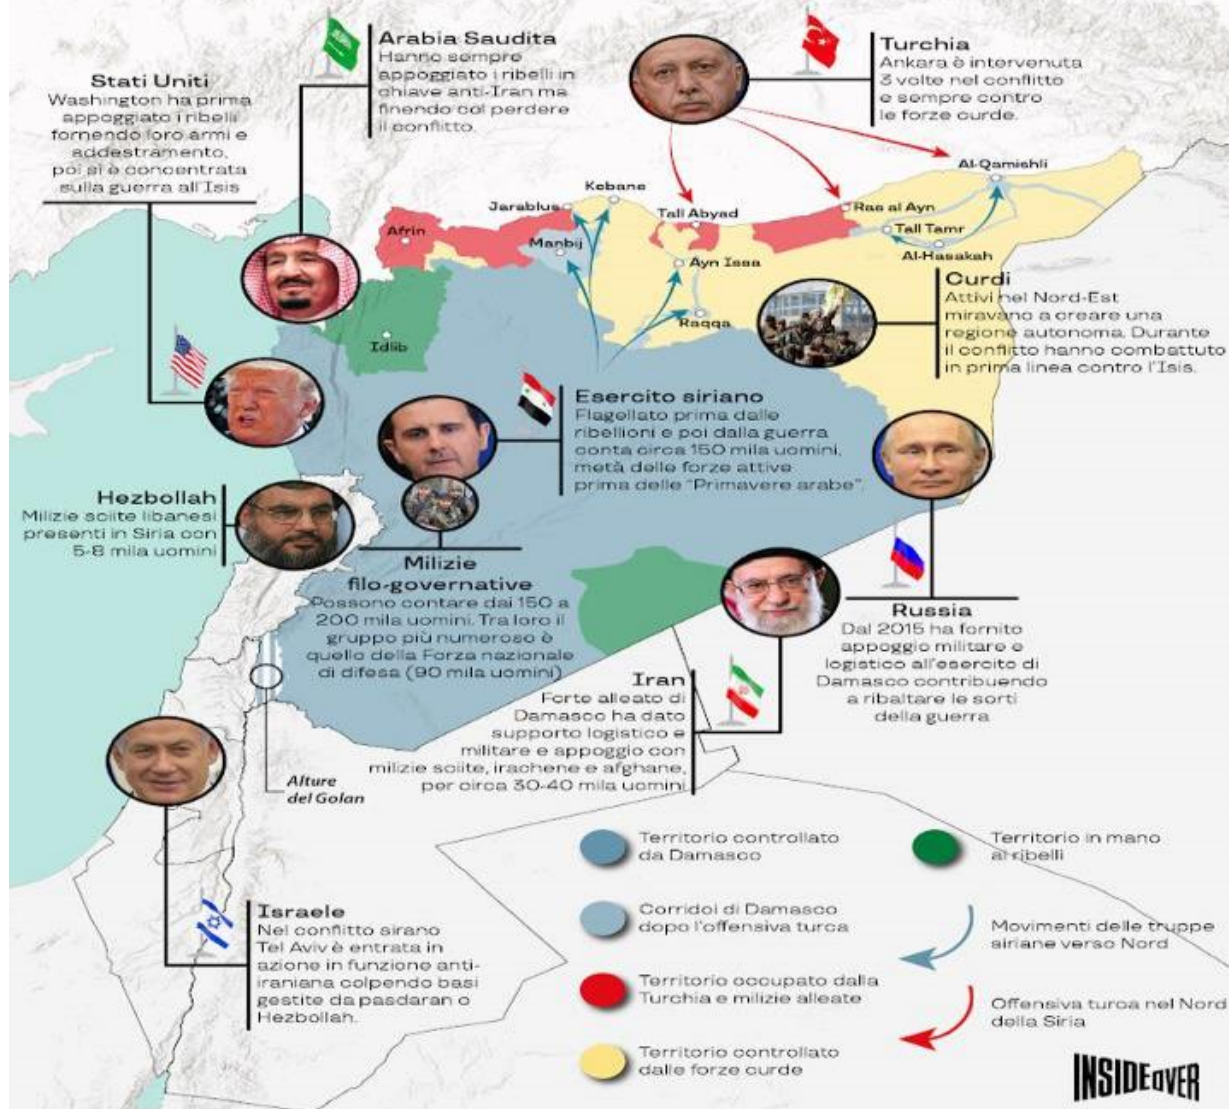 Arabia Saudita
Hanno sempre
appoggiato i ribelli in
chiave anti-Iran ma
finendo col perdere
il conflitto.
Turchia
Ankara è intervenuta
3 volte nel conflitto
e sempre contro
le forze curde.
Stati Uniti
Washington ha prima
appoggiato i ribelli
fornendo loro armi e
addestramento,
poi si è concentrata
sulla guerra all'Isis
Al-Qamishli
Kobane
Jarablus
Tall Abyad
Ras al Ayn
Afrin
Manbij
Tall Tamr
Al-Hasakah
Ayn Issa
Raqqa
Idlib
Curdi
Attivi nel Nord-Est
miravano a creare una
regione autonoma. Durante
il conflitto hanno combattuto
in prima linea contro l'Isis.
Esercito siriano
Flagellato prima dalle
ribellioni e poi dalla guerra
conta circa 150 mila uomini,
metà delle forze attive
prima delle "Primavere arabe".
Hezbollah
Milizie sciite libanesi
presenti in Siria con
5-8 mila uomini
Milizie
filo-governative
Possono contare dai 150 a
200 mila uomini. Tra loro il
gruppo più numeroso è
quello della Forza nazionale
di difesa (90 mila uomini)
Russia
Dal 2015 ha fornito
appoggio militare e
logistico all'esercito di
Damasco contribuendo
a ribaltare le sorti
della guerra
Iran
Forte alleato di
Damasco ha dato
supporto logistico e
militare e appoggio con
milizie sciite, irachene e afghane,
per circa 30-40 mila uomini
Alture
del Golan
Israele
Nel conflitto sirano
Tel Aviv è entrata in
azione in funzione anti-
iraniana colpendo basi
gestite da pasdaran o
Hezbollah.
Territorio controllato
da Damasco
Territorio in mano
ai ribelli
Corridoi di Damasco
dopo l'offensiva turca
Movimenti delle truppe
siriane verso Nord
Territorio occupato dalla
Turchia e milizie alleate
Offensiva turca nel Nord
della Siria
Territorio controllato
dalle forze curde
INSIDEOVER